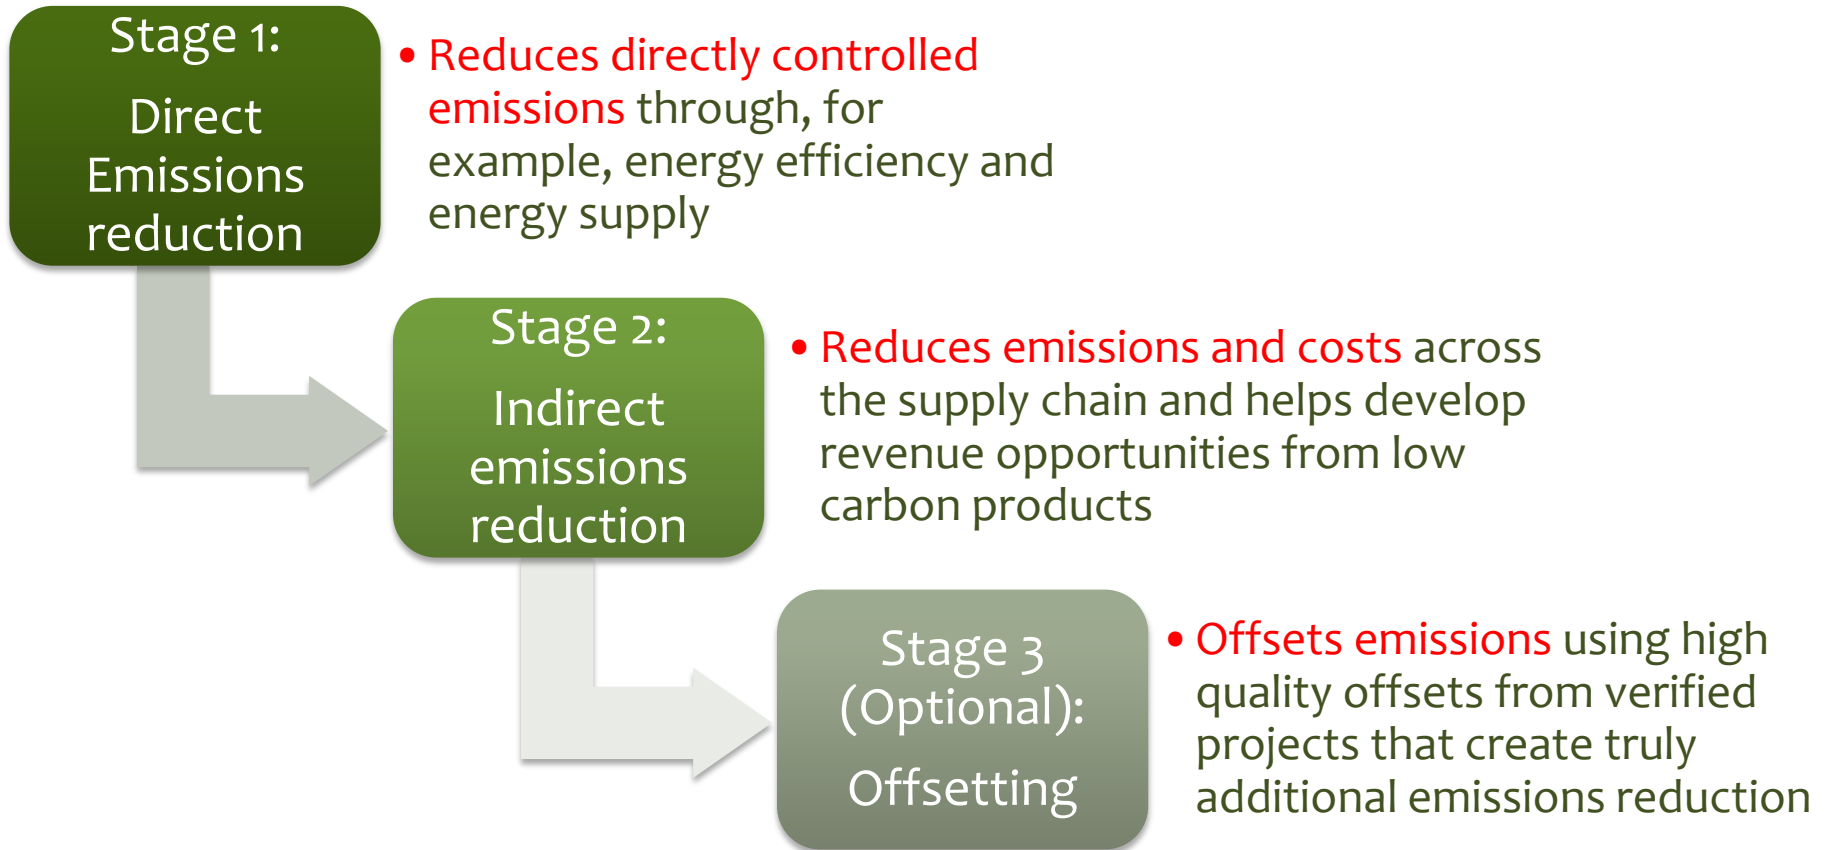 Stage 1:
Direct
Emissions
reduction
• Reduces directly controlled
emissions through, for
example, energy efficiency and
energy supply
Stage 2:
Indirect
emissions
reduction
• Reduces emissions and costs across
the supply chain and helps develop
revenue opportunities from low
carbon products
Stage 3
(Optional):
Offsetting
• Offsets emissions using high
quality offsets from verified
projects that create truly
additional emissions reduction